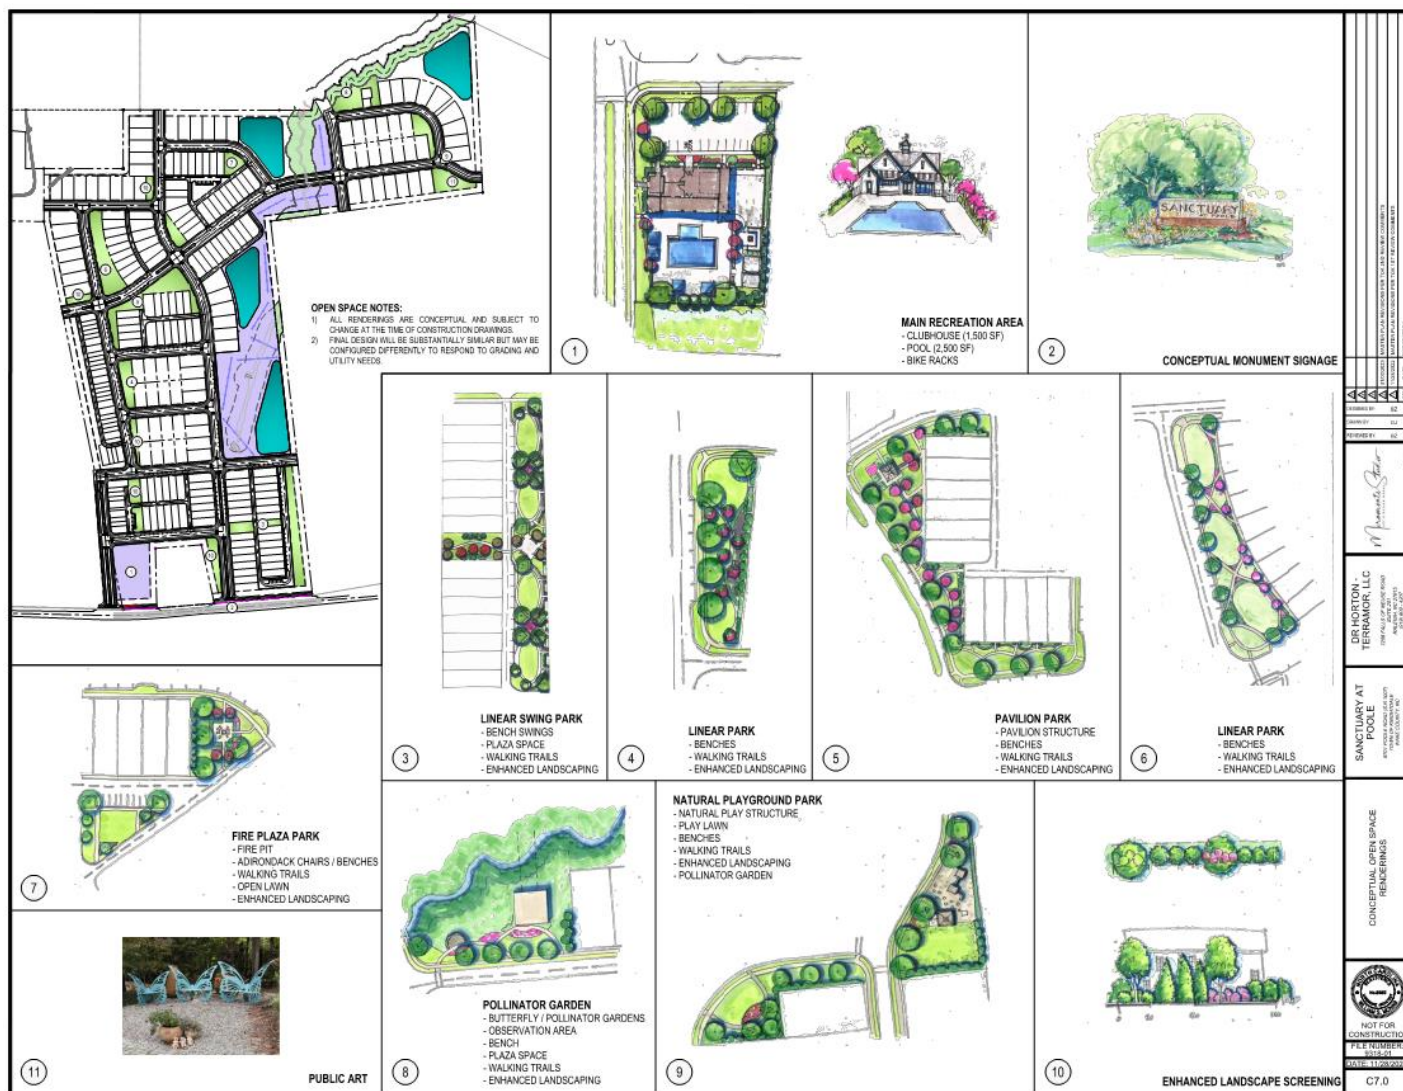 OPEN SPACE NOTES:
1) ALL RENDERINGS ARE CONCEPTUAL AND SUBJECT TO
CHANGE AT THE TIME OF CONSTRUCTION DRAWINGS.
2) FINAL DESIGN WILL BE SUBSTANTIALLY SIMILAR BUT MAY BE
CONFIGURED DIFFERENTLY TO RESPOND TO GRADING AND
UTILITY NEEDS.
1
MAIN RECREATION AREA
- CLUBHOUSE (1,500 SF)
- POOL (2,500 SF)
- BIKE RACKS
SANCTUARY
2
CONCEPTUAL MONUMENT SIGNAGE
3
LINEAR SWING PARK
- BENCH SWINGS
- PLAZA SPACE
- WALKING TRAILS
- ENHANCED LANDSCAPING
4
LINEAR PARK
- BENCHES
- WALKING TRAILS
- ENHANCED LANDSCAPING
5
PAVILION PARK
- PAVILION STRUCTURE
- BENCHES
- WALKING TRAILS
- ENHANCED LANDSCAPING
6
LINEAR PARK
- BENCHES
- WALKING TRAILS
- ENHANCED LANDSCAPING
7
FIRE PLAZA PARK
- FIRE PIT
- ADIRONDACK CHAIRS / BENCHES
- WALKING TRAILS
- OPEN LAWN
- ENHANCED LANDSCAPING
8
POLLINATOR GARDEN
- BUTTERFLY / POLLINATOR GARDENS
- OBSERVATION AREA
- BENCH
- PLAZA SPACE
- WALKING TRAILS
- ENHANCED LANDSCAPING
9
NATURAL PLAYGROUND PARK
- NATURAL PLAY STRUCTURE
- PLAY LAWN
- BENCHES
- WALKING TRAILS
- ENHANCED LANDSCAPING
- POLLINATOR GARDEN
10
ENHANCED LANDSCAPE SCREENING
11
PUBLIC ART
DR HORTON -
TERRAMOR, LLC
SANCTUARY AT
POOLE
CONCEPTUAL OPEN SPACE
RENDERINGS
NOT FOR
CONSTRUCTIO
FILE NUMBER:
9318-01
DATE: 11/28/202
C7.0